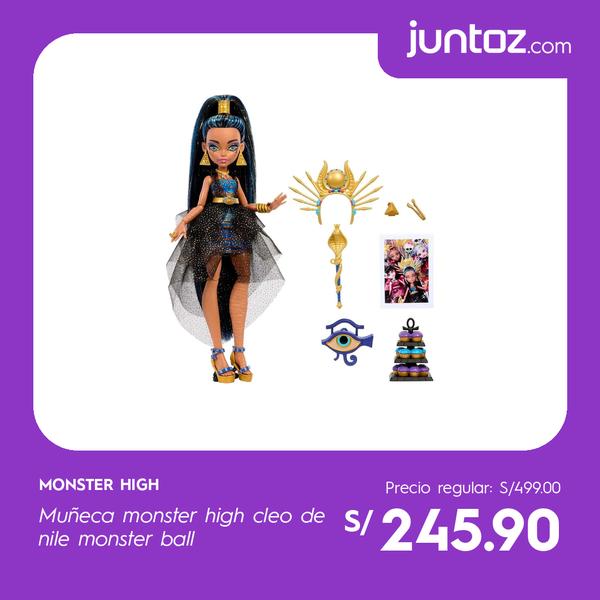 juntoz.com
MONSTER HIGH
Muñeca monster high cleo de
nile monster ball
Precio regular: S/499.00
S/ 245.90